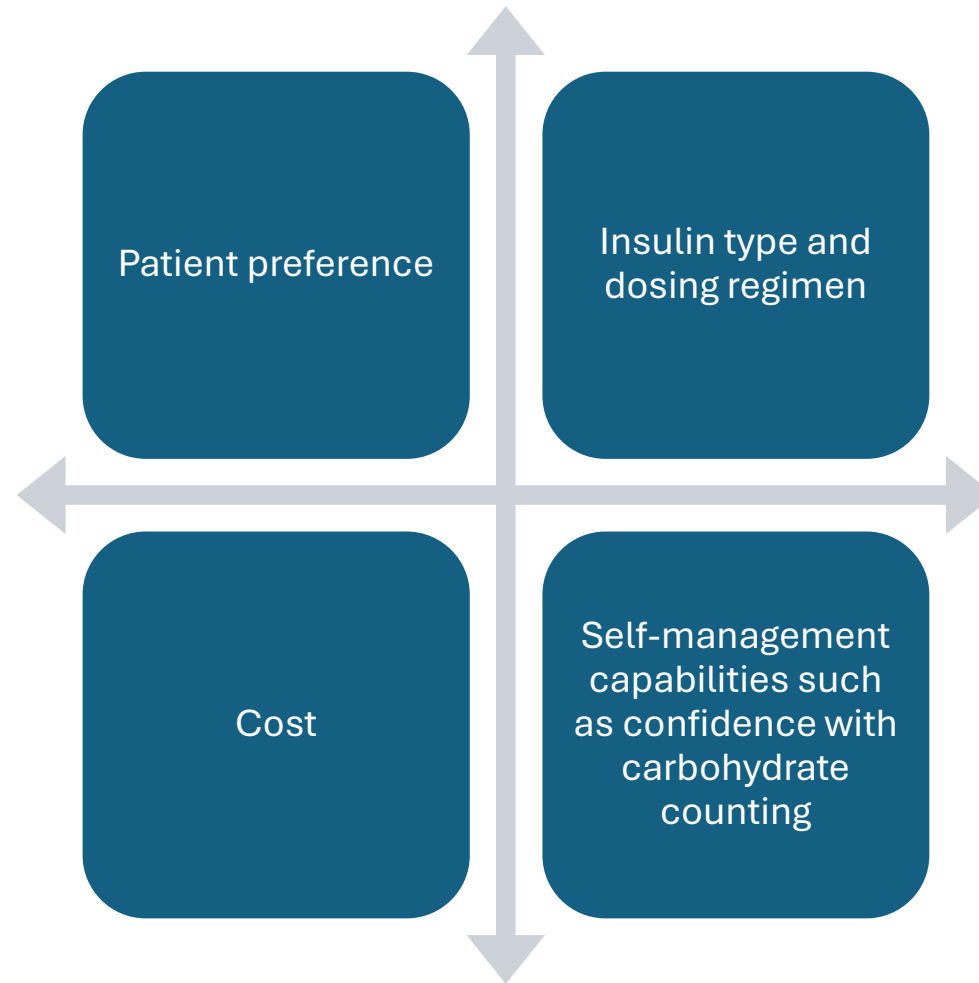 Patient preference
Insulin type and
dosing regimen
Cost
Self-management
capabilities such
as confidence with
carbohydrate
counting